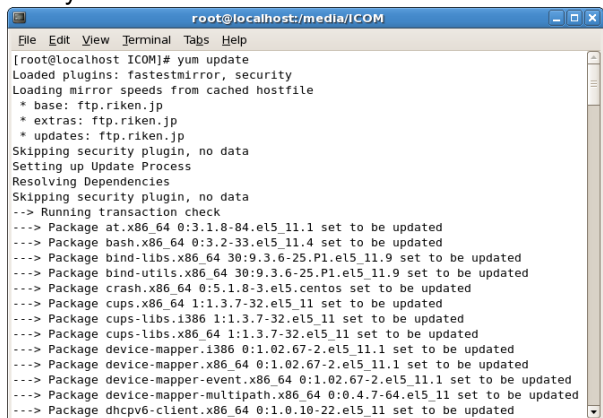 root@localhost:/media/ICOM
File Edit View Terminal Tabs Help
[root@localhost ICOM]# yum update
Loaded plugins: fastestmirror, security
Loading mirror speeds from cached hostfile
 * base: ftp.riken.jp
 * extras: ftp.riken.jp
 * updates: ftp.riken.jp
Skipping security plugin, no data
Setting up Update Process
Resolving Dependencies
Skipping security plugin, no data
--> Running transaction check
---> Package at.x86_64 0:3.1.8-84.el5_11.1 set to be updated
---> Package bash.x86_64 0:3.2-33.el5_11.4 set to be updated
---> Package bind-libs.x86_64 30:9.3.6-25.P1.el5_11.9 set to be updated
---> Package bind-utils.x86_64 30:9.3.6-25.P1.el5_11.9 set to be updated
---> Package crash.x86_64 0:5.1.8-3.el5.centos set to be updated
---> Package cups.x86_64 1:1.3.7-32.el5_11 set to be updated
---> Package cups-libs.i386 1:1.3.7-32.el5_11 set to be updated
---> Package cups-libs.x86_64 1:1.3.7-32.el5_11 set to be updated
---> Package device-mapper.i386 0:1.02.67-2.el5_11.1 set to be updated
---> Package device-mapper.x86_64 0:1.02.67-2.el5_11.1 set to be updated
---> Package device-mapper-event.x86_64 0:1.02.67-2.el5_11.1 set to be updated
---> Package device-mapper-multipath.x86_64 0:0.4.7-64.el5_11 set to be updated
---> Package dhcpv6-client.x86_64 0:1.0.10-22.el5_11 set to be updated